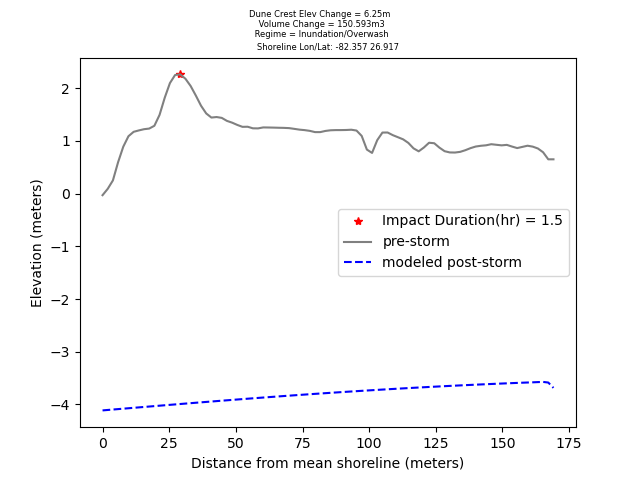 Dune Crest Elev Change = 6.25m
Volume Change = 150.593m3
Regime = Inundation/Overwash
Shoreline Lon/Lat: -82.357 26.917
2
1
0
−1
−2
−3
−4
Elevation (meters)
Impact Duration(hr) = 1.5
pre-storm
modeled post-storm
0 25 50 75 100 125 150 175
Distance from mean shoreline (meters)